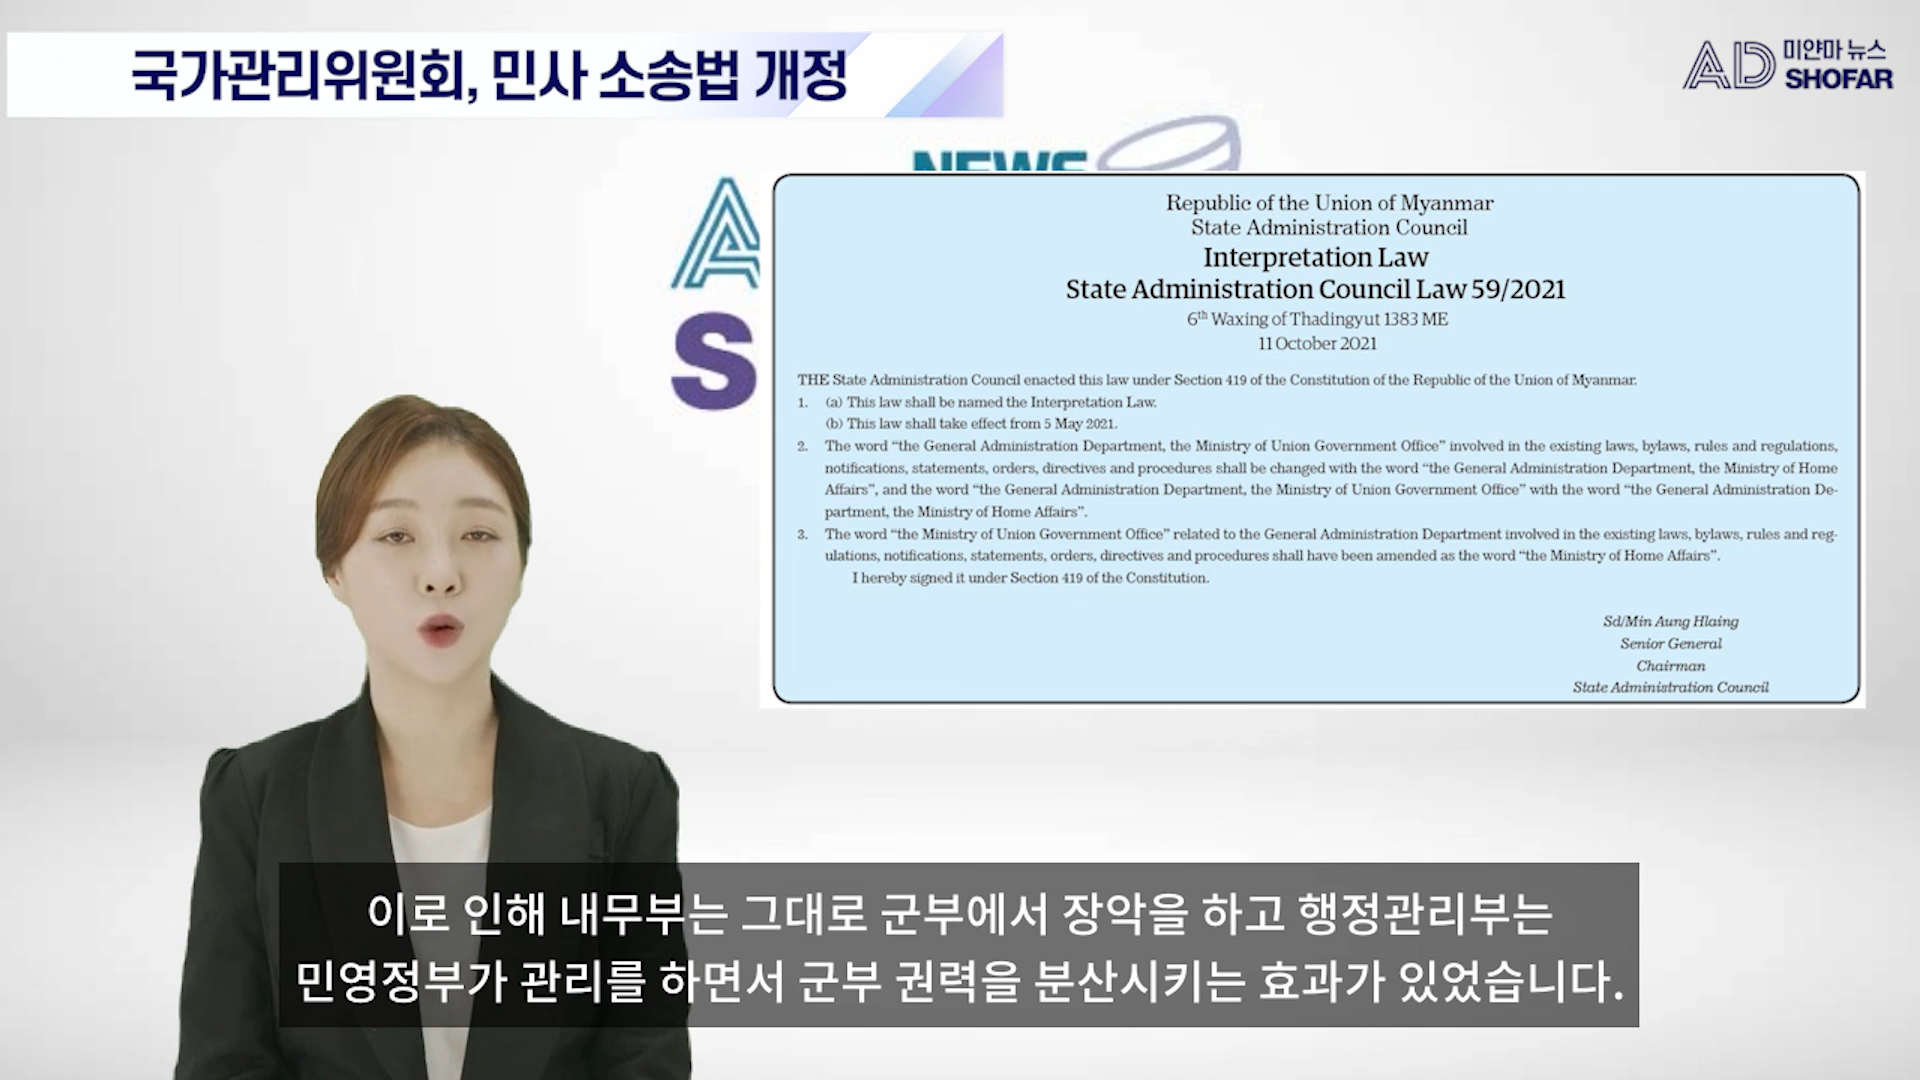 국가관리위원회, 민사 소송법 개정
AD 미얀마 뉴스
SHOFAR
NEWS
A
S
Republic of the Union of Myanmar
State Administration Council
Interpretation Law
State Administration Council Law 59/2021
6th Waxing of Thadingyut 1383 ME
11 October 2021
THE State Administration Council enacted this law under Section 419 of the Constitution of the Republic of the Union of Myanmar.
1. (a) This law shall be named the Interpretation Law.
(b) This law shall take effect from 5 May 2021.
2. The word “the General Administration Department, the Ministry of Union Government Office” involved in the existing laws, bylaws, rules and regulations,
notifications, statements, orders, directives and procedures shall be changed with the word “the General Administration Department, the Ministry of Home
Affairs”, and the word “the General Administration Department, the Ministry of Union Government Office” with the word “the General Administration De-
partment, the Ministry of Home Affairs”.
3. The word “the Ministry of Union Government Office” related to the General Administration Department involved in the existing laws, bylaws, rules and reg-
ulations, notifications, statements, orders, directives and procedures shall have been amended as the word “the Ministry of Home Affairs”.
I hereby signed it under Section 419 of the Constitution.
Sd/Min Aung Hlaing
Senior General
Chairman
State Administration Council
이로 인해 내무부는 그대로 군부에서 장악을 하고 행정관리부는
민영정부가 관리를 하면서 군부 권력을 분산시키는 효과가 있었습니다.